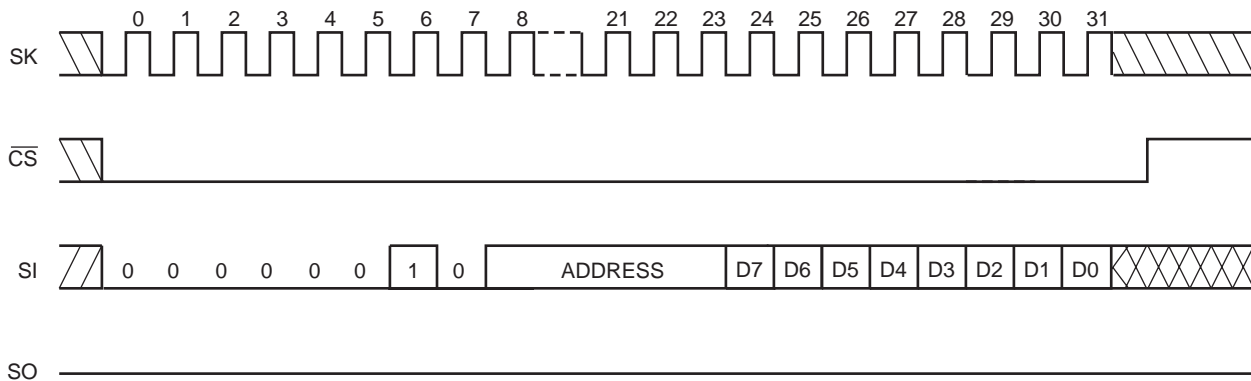 0 1 2 3 4 5 6 7 8 21 22 23 24 25 26 27 28 29 30 31
SK
CS
SI 0 0 0 0 0 0 1 0 ADDRESS D7 D6 D5 D4 D3 D2 D1 D0
SO